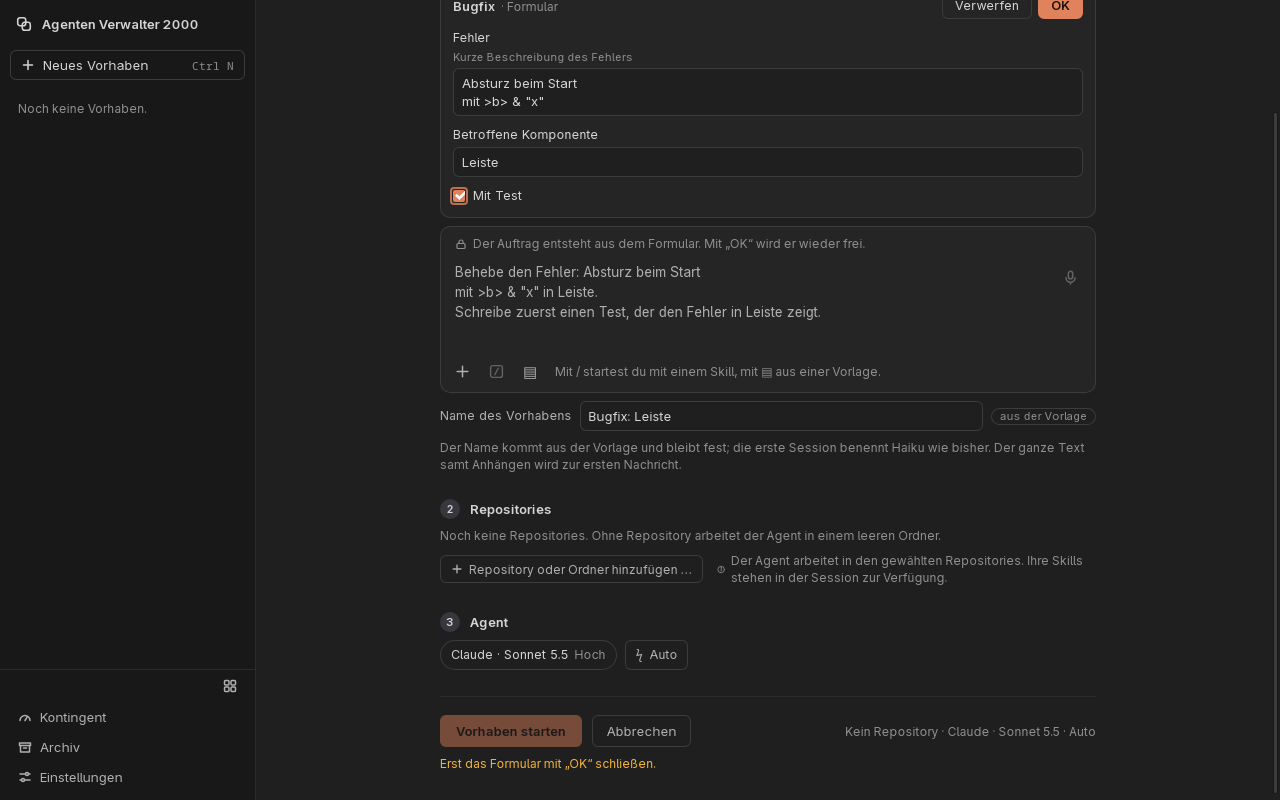 Agenten Verwalter 2000
Neues Vorhaben Ctrl N
Noch keine Vorhaben.
Kontingent
Archiv
Einstellungen
Bugfix · Formular Verwerfen OK
Fehler
Kurze Beschreibung des Fehlers
Absturz beim Start
mit >b> & "x"
Betroffene Komponente
Leiste
Mit Test
Der Auftrag entsteht aus dem Formular. Mit „OK“ wird er wieder frei.
Behebe den Fehler: Absturz beim Start
mit >b> & "x" in Leiste.
Schreibe zuerst einen Test, der den Fehler in Leiste zeigt.
Mit / startest du mit einem Skill, mit ▤ aus einer Vorlage.
Name des Vorhabens Bugfix: Leiste aus der Vorlage
Der Name kommt aus der Vorlage und bleibt fest; die erste Session benennt Haiku wie bisher. Der ganze Text
samt Anhängen wird zur ersten Nachricht.
2 Repositories
Noch keine Repositories. Ohne Repository arbeitet der Agent in einem leeren Ordner.
Repository oder Ordner hinzufügen …
Der Agent arbeitet in den gewählten Repositories. Ihre Skills
stehen in der Session zur Verfügung.
3 Agent
Claude · Sonnet 5.5 Hoch Auto
Vorhaben starten Abbrechen Kein Repository · Claude · Sonnet 5.5 · Auto
Erst das Formular mit „OK“ schließen.